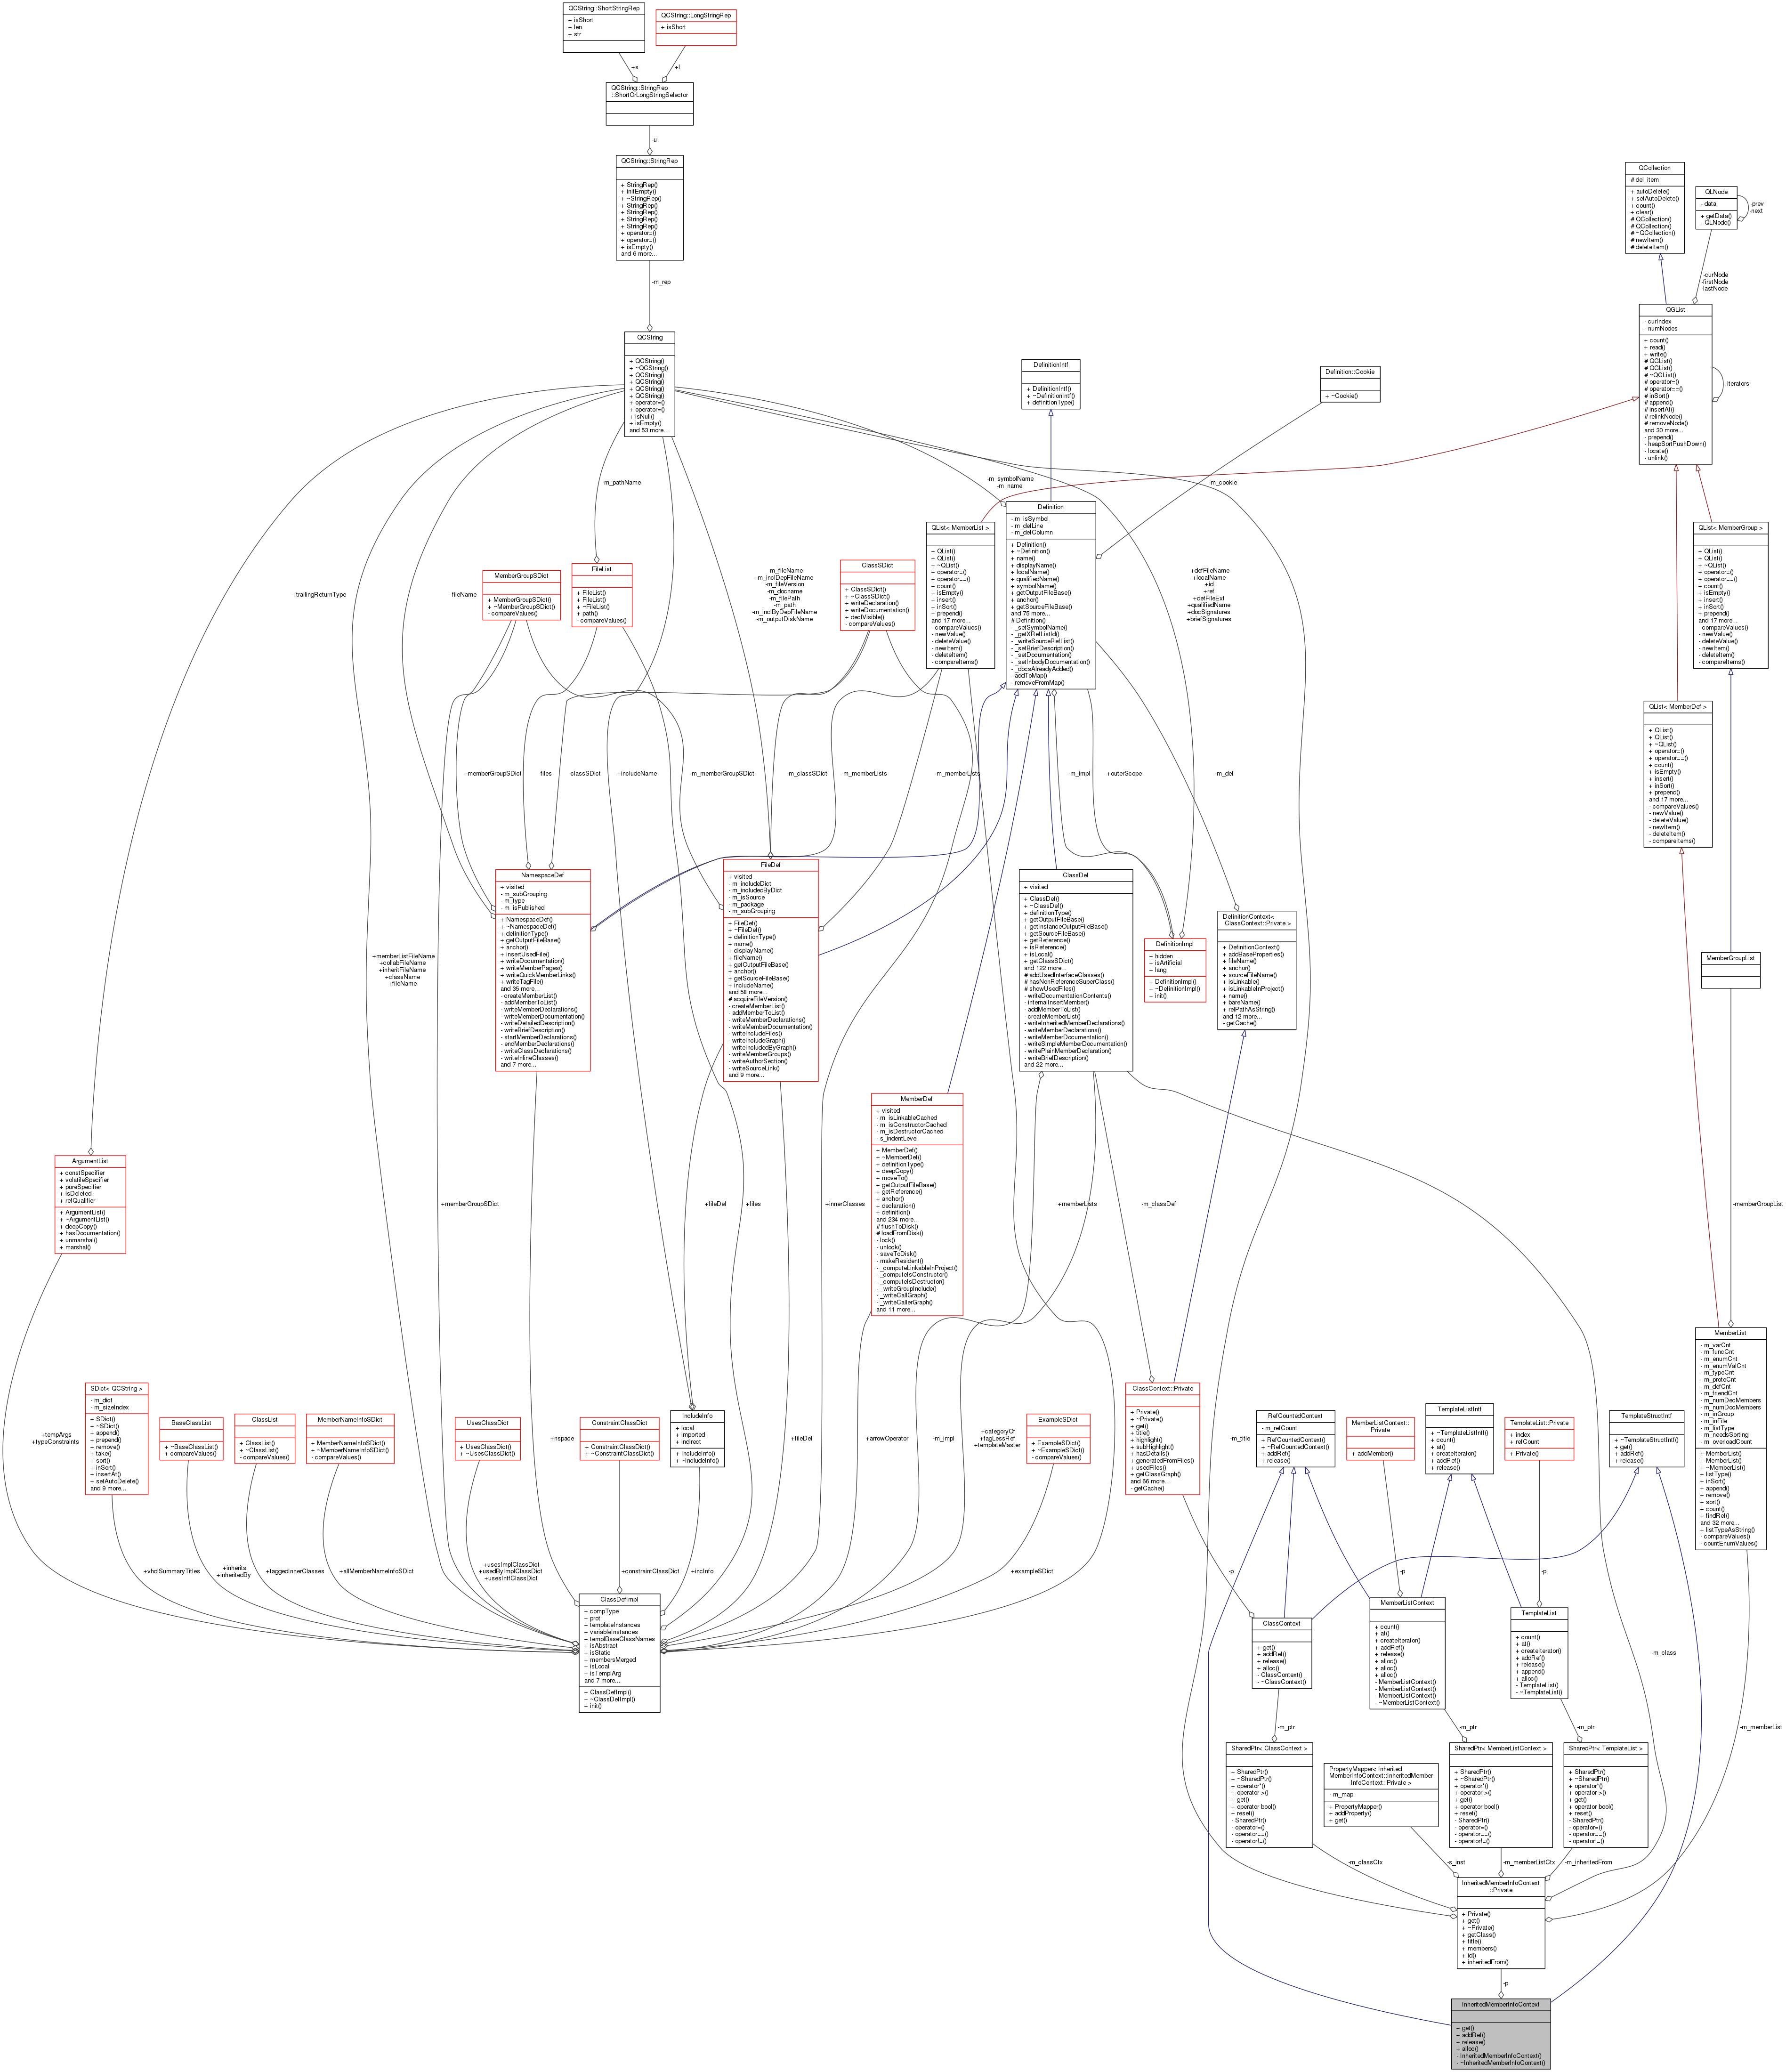 QCString::ShortStringRep
+ isShort
+ len
+ str
QCString::LongStringRep
+ isShort
+s
+l
QCString::StringRep
::ShortOrLongStringSelector
-u
QCString::StringRep
+ StringRep()
+ initEmpty()
+ ~StringRep()
+ StringRep()
+ StringRep()
+ StringRep()
+ StringRep()
+ operator=()
+ operator=()
+ isEmpty()
and 6 more...
-m_rep
QCollection
# del_item
+ autoDelete()
+ setAutoDelete()
+ count()
+ clear()
# QCollection()
# QCollection()
# ~QCollection()
# newItem()
# deleteItem()
QLNode
- data
+ getData()
- QLNode()
-prev
-next
-curNode
-firstNode
-lastNode
QGList
- curIndex
- numNodes
+ count()
+ read()
+ write()
# QGList()
# QGList()
# ~QGList()
# operator=()
# operator==()
# inSort()
# append()
# insertAt()
# relinkNode()
# removeNode()
and 30 more...
- prepend()
- heapSortPushDown()
- locate()
- unlink()
-iterators
QCString
+ QCString()
+ ~QCString()
+ QCString()
+ QCString()
+ QCString()
+ QCString()
+ operator=()
+ operator=()
+ isNull()
+ isEmpty()
and 53 more...
DefinitionIntf
+ DefinitionIntf()
+ ~DefinitionIntf()
+ definitionType()
Definition::Cookie
+ ~Cookie()
-m_pathName
-m_symbolName
-m_name
-m_cookie
Definition
- m_isSymbol
- m_defLine
- m_defColumn
+ Definition()
+ ~Definition()
+ name()
+ displayName()
+ localName()
+ qualifiedName()
+ symbolName()
+ getOutputFileBase()
+ anchor()
+ getSourceFileBase()
and 75 more...
# Definition()
- _setSymbolName()
- _getXRefListId()
- _writeSourceRefList()
- _setBriefDescription()
- _setDocumentation()
- _setInbodyDocumentation()
- _docsAlreadyAdded()
- addToMap()
- removeFromMap()
QList< MemberList >
+ QList()
+ QList()
+ ~QList()
+ operator=()
+ operator==()
+ count()
+ isEmpty()
+ insert()
+ inSort()
+ prepend()
and 17 more...
- compareValues()
- newValue()
- deleteValue()
- newItem()
- deleteItem()
- compareItems()
QList< MemberGroup >
+ QList()
+ QList()
+ ~QList()
+ operator=()
+ operator==()
+ count()
+ isEmpty()
+ insert()
+ inSort()
+ prepend()
and 17 more...
- compareValues()
- newValue()
- deleteValue()
- newItem()
- deleteItem()
- compareItems()
+trailingReturnType
-fileName
MemberGroupSDict
+ MemberGroupSDict()
+ ~MemberGroupSDict()
- compareValues()
FileList
+ FileList()
+ FileList()
+ ~FileList()
+ path()
- compareValues()
-m_fileName
-m_inclDepFileName
-m_fileVersion
-m_docname
-m_filePath
-m_path
-m_inclByDepFileName
-m_outputDiskName
ClassSDict
+ ClassSDict()
+ ~ClassSDict()
+ writeDeclaration()
+ writeDocumentation()
+ declVisible()
- compareValues()
+defFileName
+localName
+id
+ref
+defFileExt
+qualifiedName
+docSignatures
+briefSignatures
QList< MemberDef >
+ QList()
+ QList()
+ ~QList()
+ operator=()
+ operator==()
+ count()
+ isEmpty()
+ insert()
+ inSort()
+ prepend()
and 17 more...
- compareValues()
- newValue()
- deleteValue()
- newItem()
- deleteItem()
- compareItems()
-memberGroupSDict
-files
-classSDict
+includeName
-m_memberGroupSDict
-m_classSDict
-m_memberLists
-m_memberLists
-m_impl
+outerScope
-m_def
NamespaceDef
+ visited
- m_subGrouping
- m_type
- m_isPublished
+ NamespaceDef()
+ ~NamespaceDef()
+ definitionType()
+ getOutputFileBase()
+ anchor()
+ insertUsedFile()
+ writeDocumentation()
+ writeMemberPages()
+ writeQuickMemberLinks()
+ writeTagFile()
and 35 more...
- createMemberList()
- addMemberToList()
- writeMemberDeclarations()
- writeMemberDocumentation()
- writeDetailedDescription()
- writeBriefDescription()
- startMemberDeclarations()
- endMemberDeclarations()
- writeClassDeclarations()
- writeInlineClasses()
and 7 more...
FileDef
+ visited
- m_includeDict
- m_includedByDict
- m_isSource
- m_package
- m_subGrouping
+ FileDef()
+ ~FileDef()
+ definitionType()
+ name()
+ displayName()
+ fileName()
+ getOutputFileBase()
+ anchor()
+ getSourceFileBase()
+ includeName()
and 58 more...
# acquireFileVersion()
- createMemberList()
- addMemberToList()
- writeMemberDeclarations()
- writeMemberDocumentation()
- writeIncludeFiles()
- writeIncludeGraph()
- writeIncludedByGraph()
- writeMemberGroups()
- writeAuthorSection()
- writeSourceLink()
and 9 more...
ClassDef
+ visited
+ ClassDef()
+ ~ClassDef()
+ definitionType()
+ getOutputFileBase()
+ getInstanceOutputFileBase()
+ getSourceFileBase()
+ getReference()
+ isReference()
+ isLocal()
+ getClassSDict()
and 122 more...
# addUsedInterfaceClasses()
# hasNonReferenceSuperClass()
# showUsedFiles()
- writeDocumentationContents()
- internalInsertMember()
- addMemberToList()
- createMemberList()
- writeInheritedMemberDeclarations()
- writeMemberDeclarations()
- writeMemberDocumentation()
- writeSimpleMemberDocumentation()
- writePlainMemberDeclaration()
- writeBriefDescription()
and 22 more...
DefinitionImpl
+ hidden
+ isArtificial
+ lang
+ DefinitionImpl()
+ ~DefinitionImpl()
+ init()
DefinitionContext<
ClassContext::Private >
+ DefinitionContext()
+ addBaseProperties()
+ fileName()
+ anchor()
+ sourceFileName()
+ isLinkable()
+ isLinkableInProject()
+ name()
+ bareName()
+ relPathAsString()
and 12 more...
- getCache()
MemberGroupList
+memberListFileName
+collabFileName
+inheritFileName
+className
+fileName
MemberDef
+ visited
- m_isLinkableCached
- m_isConstructorCached
- m_isDestructorCached
- s_indentLevel
+ MemberDef()
+ ~MemberDef()
+ definitionType()
+ deepCopy()
+ moveTo()
+ getOutputFileBase()
+ getReference()
+ anchor()
+ declaration()
+ definition()
and 234 more...
# flushToDisk()
# loadFromDisk()
- lock()
- unlock()
- saveToDisk()
- makeResident()
- _computeLinkableInProject()
- _computeIsConstructor()
- _computeIsDestructor()
- _writeGroupInclude()
- _writeCallGraph()
- _writeCallerGraph()
and 11 more...
ArgumentList
+ constSpecifier
+ volatileSpecifier
+ pureSpecifier
+ isDeleted
+ refQualifier
+ ArgumentList()
+ ~ArgumentList()
+ deepCopy()
+ hasDocumentation()
+ unmarshal()
+ marshal()
+memberGroupSDict
+fileDef
+files
+innerClasses
+memberLists
-m_classDef
-memberGroupList
MemberList
- m_varCnt
- m_funcCnt
- m_enumCnt
- m_enumValCnt
- m_typeCnt
- m_protoCnt
- m_defCnt
- m_friendCnt
- m_numDecMembers
- m_numDocMembers
- m_inGroup
- m_inFile
- m_listType
- m_needsSorting
- m_overloadCount
+ MemberList()
+ MemberList()
+ ~MemberList()
+ listType()
+ inSort()
+ append()
+ remove()
+ sort()
+ count()
+ findRef()
and 32 more...
+ listTypeAsString()
- compareValues()
- countEnumValues()
SDict< QCString >
- m_dict
- m_sizeIndex
+ SDict()
+ ~SDict()
+ append()
+ prepend()
+ remove()
+ take()
+ sort()
+ inSort()
+ insertAt()
+ setAutoDelete()
and 9 more...
BaseClassList
+ ~BaseClassList()
+ compareValues()
ClassList
+ ClassList()
+ ~ClassList()
- compareValues()
MemberNameInfoSDict
+ MemberNameInfoSDict()
- compareValues()
UsesClassDict
+ UsesClassDict()
+ ~UsesClassDict()
ConstraintClassDict
+ ConstraintClassDict()
+ ~ConstraintClassDict()
IncludeInfo
+ local
+ imported
+ indirect
+ IncludeInfo()
+ ~IncludeInfo()
ExampleSDict
+ ExampleSDict()
+ ~ExampleSDict()
- compareValues()
ClassContext::Private
+ Private()
+ ~Private()
+ get()
+ title()
+ highlight()
+ subHighlight()
+ hasDetails()
+ generatedFromFiles()
+ usedFiles()
+ getClassGraph()
and 66 more...
- getCache()
RefCountedContext
- m_refCount
+ RefCountedContext()
+ ~RefCountedContext()
+ addRef()
+ release()
MemberListContext::
Private
+ addMember()
TemplateListIntf
+ ~TemplateListIntf()
+ count()
+ at()
+ createIterator()
+ addRef()
+ release()
TemplateList::Private
+ index
+ refCount
+ Private()
TemplateStructIntf
+ ~TemplateStructIntf()
+ get()
+ addRef()
+ release()
+tempArgs
+typeConstraints
+nspace
+fileDef
+arrowOperator
-m_impl
+categoryOf
+tagLessRef
+templateMaster
-m_title
+vhdlSummaryTitles
+inherits
+inheritedBy
+taggedInnerClasses
+allMemberNameInfoSDict
+usesImplClassDict
+usedByImplClassDict
+usesIntfClassDict
+constraintClassDict
+incInfo
+exampleSDict
-p
-p
-p
ClassDefImpl
+ compType
+ prot
+ templateInstances
+ variableInstances
+ templBaseClassNames
+ isAbstract
+ isStatic
+ membersMerged
+ isLocal
+ isTemplArg
and 7 more...
+ ClassDefImpl()
+ ~ClassDefImpl()
+ init()
ClassContext
+ get()
+ addRef()
+ release()
+ alloc()
- ClassContext()
- ~ClassContext()
MemberListContext
+ count()
+ at()
+ createIterator()
+ addRef()
+ release()
+ alloc()
+ alloc()
+ alloc()
- MemberListContext()
- MemberListContext()
- MemberListContext()
- ~MemberListContext()
TemplateList
+ count()
+ at()
+ createIterator()
+ addRef()
+ release()
+ append()
+ alloc()
- TemplateList()
- ~TemplateList()
-m_class
-m_ptr
-m_ptr
-m_ptr
-m_memberList
SharedPtr< ClassContext >
+ SharedPtr()
+ ~SharedPtr()
+ operator*()
+ operator->()
+ get()
+ operator bool()
+ reset()
- SharedPtr()
- operator=()
- operator==()
- operator!=()
PropertyMapper< Inherited
MemberInfoContext::InheritedMember
InfoContext::Private >
- m_map
+ PropertyMapper()
+ addProperty()
+ get()
SharedPtr< MemberListContext >
+ SharedPtr()
+ ~SharedPtr()
+ operator*()
+ operator->()
+ get()
+ operator bool()
+ reset()
- SharedPtr()
- operator=()
- operator==()
- operator!=()
SharedPtr< TemplateList >
+ SharedPtr()
+ ~SharedPtr()
+ operator*()
+ operator->()
+ get()
+ operator bool()
+ reset()
- SharedPtr()
- operator=()
- operator==()
- operator!=()
-m_classCtx
-s_inst
-m_memberListCtx
-m_inheritedFrom
InheritedMemberInfoContext
::Private
+ Private()
+ get()
+ ~Private()
+ getClass()
+ title()
+ members()
+ id()
+ inheritedFrom()
-p
InheritedMemberInfoContext
+ get()
+ addRef()
+ release()
+ alloc()
- InheritedMemberInfoContext()
- ~InheritedMemberInfoContext()